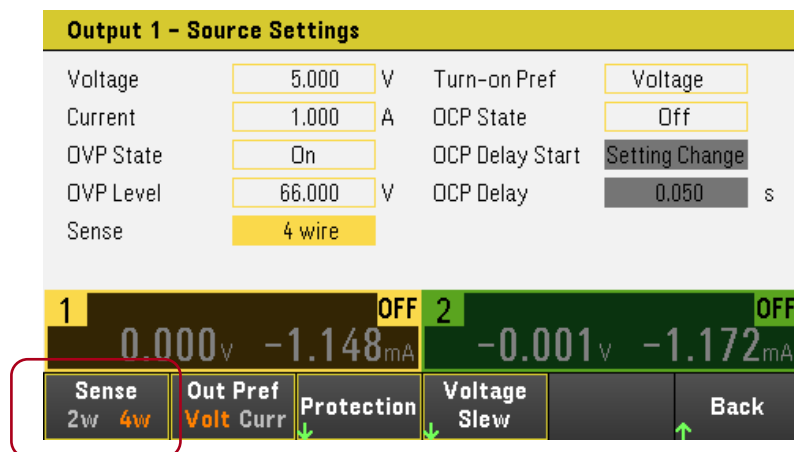 Output 1 – Source Settings
Voltage 5.000 V Turn-on Pref Voltage
Current 1.000 A OCP State Off
OVP State On OCP Delay Start Setting Change
OVP Level 66.000 V OCP Delay 0.050 s
Sense 4 wire
1 OFF 2 OFF
0.000V -1.148mA -0.001V -1.172mA
Sense Out Pref Protection Voltage Back
2w 4w Volt Curr Slew